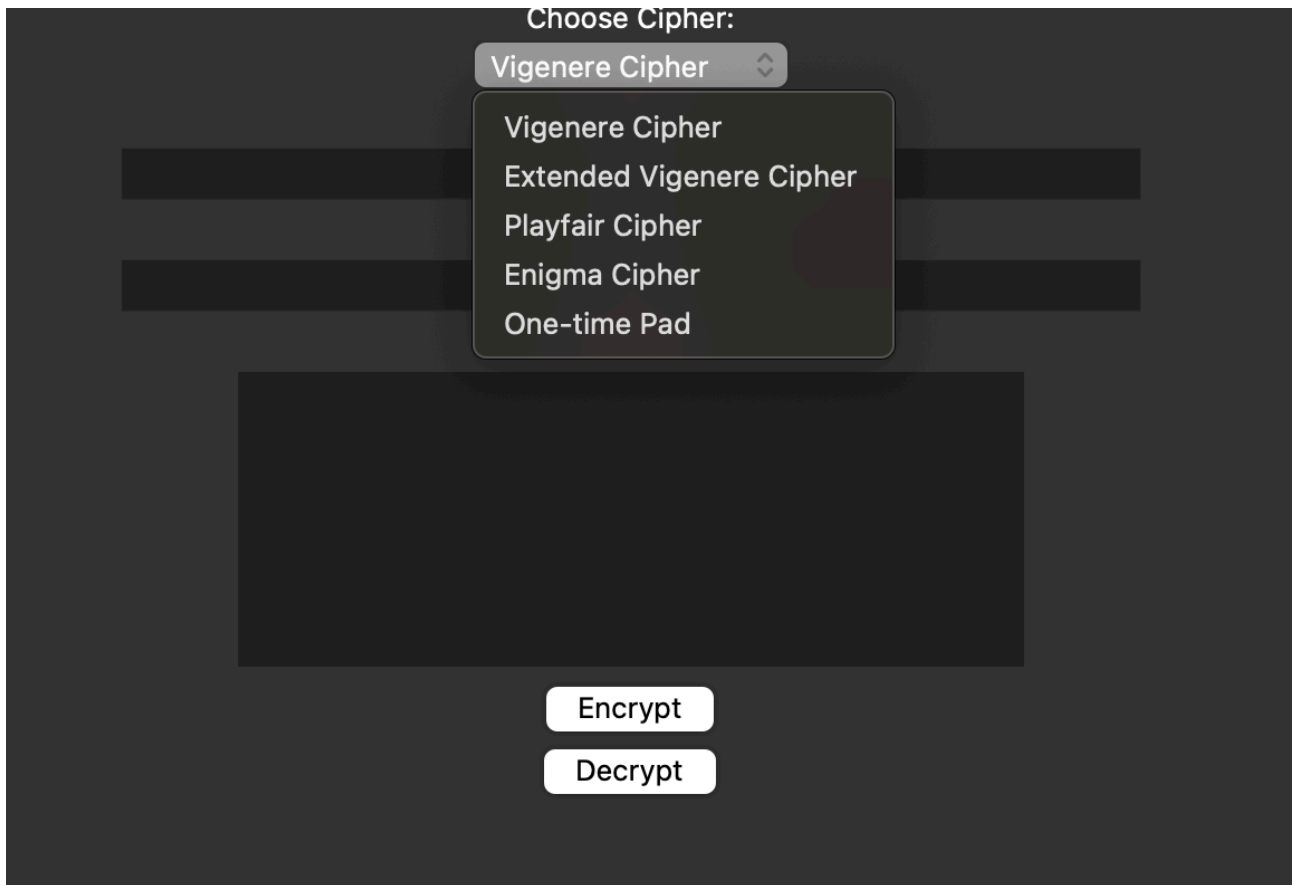 Choose Cipher:
Vigenere Cipher
Vigenere Cipher
Extended Vigenere Cipher
Playfair Cipher
Enigma Cipher
One-time Pad
Encrypt
Decrypt